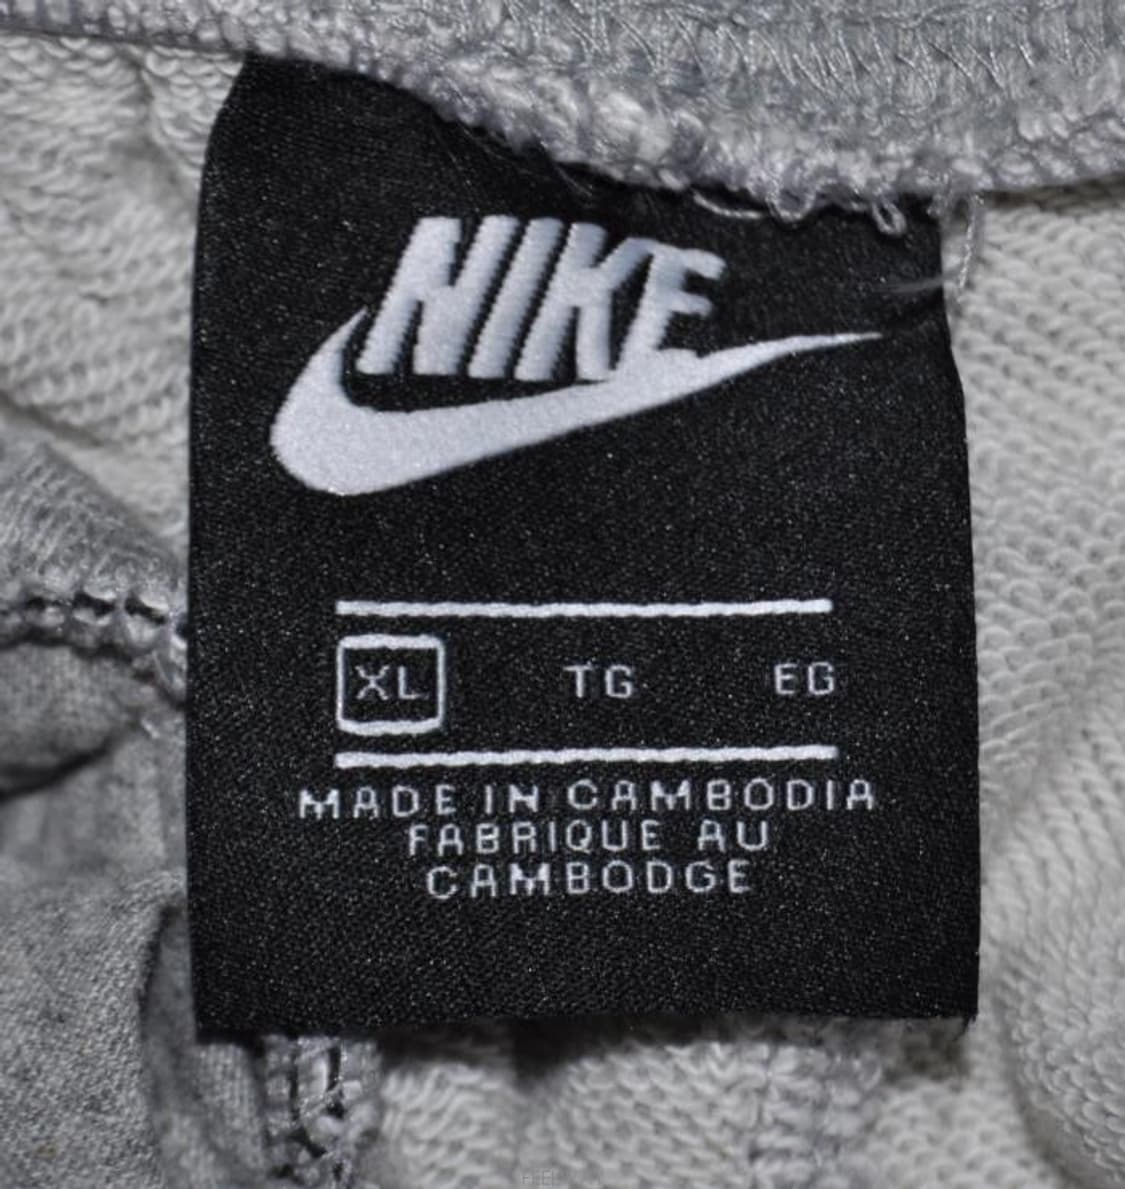 NIKE
XL TG EG
MADE IN CAMBODIA
FABRIQUE AU
CAMBODGE